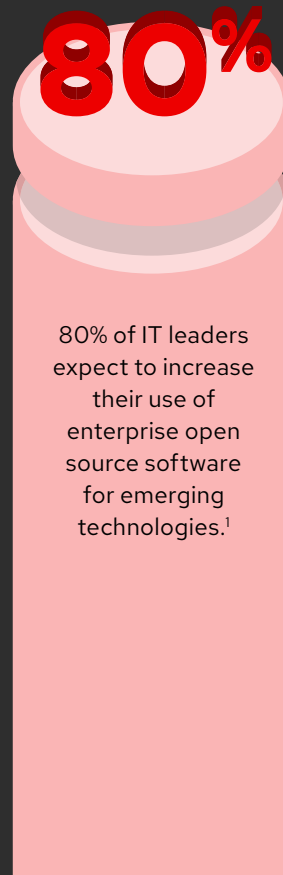 80%
80% of IT leaders
expect to increase
their use of
enterprise open
source software
for emerging
technologies.¹